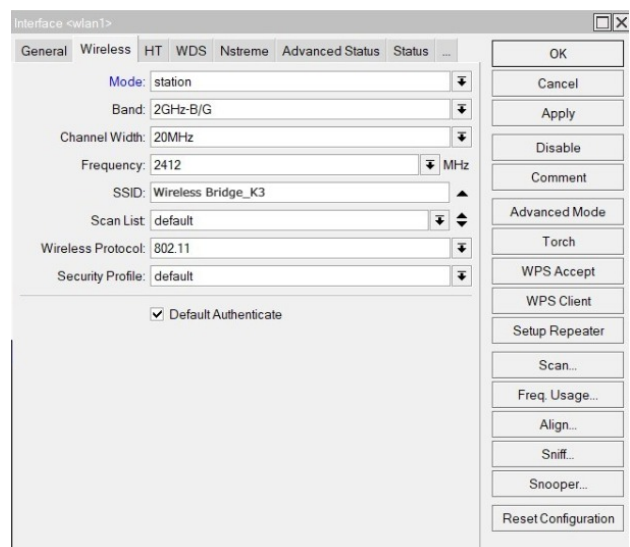 Interface <wlan1>
General Wireless HT WDS Nstreme Advanced Status Status ...
Mode: station
Band: 2GHz-B/G
Channel Width: 20MHz
Frequency: 2412 MHz
SSID: Wireless Bridge_K3
Scan List: default
Wireless Protocol: 802.11
Security Profile: default
Default Authenticate
OK
Cancel
Apply
Disable
Comment
Advanced Mode
Torch
WPS Accept
WPS Client
Setup Repeater
Scan...
Freq. Usage...
Align...
Sniff...
Snooper...
Reset Configuration